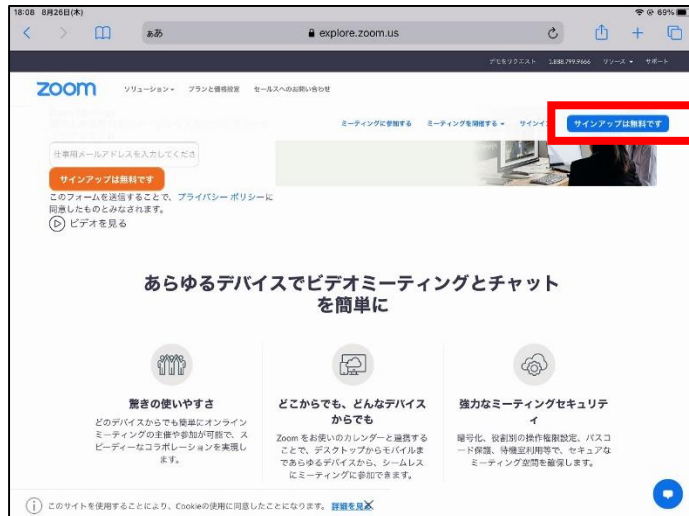 18:08 8月26日(木) 69%
ああ explore.zoom.us
デモをリクエスト 1.888.799.9666 リソース サポート
zoom ソリューション プランと価格設定 セールスへのお問い合わせ
ミーティングに参加する ミーティングを開催する サインイン サインアップは無料です
仕事用メールアドレスを入力してくださ
サインアップは無料です
このフォームを送信することで、プライバシー ポリシーに
同意したものとみなされます。
ビデオを見る
あらゆるデバイスでビデオミーティングとチャット
を簡単に
驚きの使いやすさ
どのデバイスからでも簡単にオンライン
ミーティングの主催や参加が可能で、ス
ピーディーなコラボレーションを実現し
ます。
どこからでも、どんなデバイス
からでも
Zoom をお使いのカレンダーと連携する
ことで、デスクトップからモバイルま
であらゆるデバイスから、シームレス
にミーティングに参加できます。
強力なミーティングセキュリテ
ィ
暗号化、役割別の操作権限設定、パスコ
ード保護、待機室利用等で、セキュアな
ミーティング空間を確保します。
このサイトを使用することにより、Cookieの使用に同意したことになります。 詳細を見る